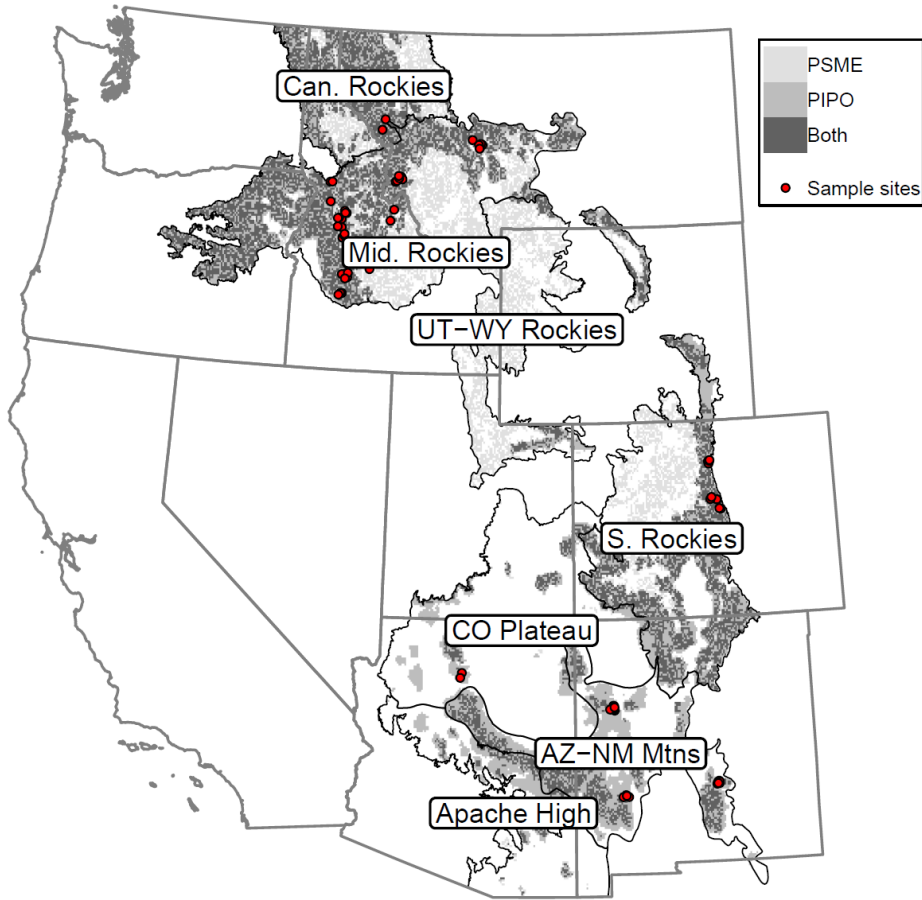 PSME
PIPO
Both
Sample sites
Can. Rockies
Mid. Rockies
UT−WY Rockies
S. Rockies
CO Plateau
AZ−NM Mtns
Apache High